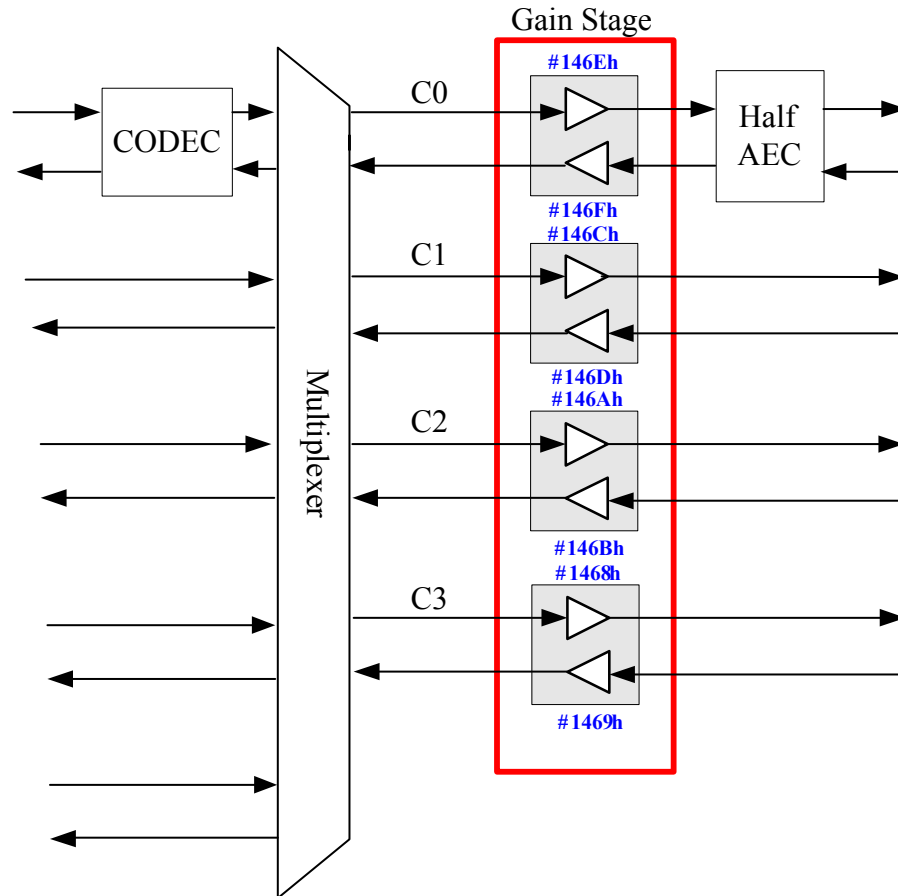 Gain Stage
#146Eh
C0
CODEC
Half
AEC
#146Fh
#146Ch
C1
#146Dh
#146Ah
Multiplexer
C2
#146Bh
#1468h
C3
#1469h